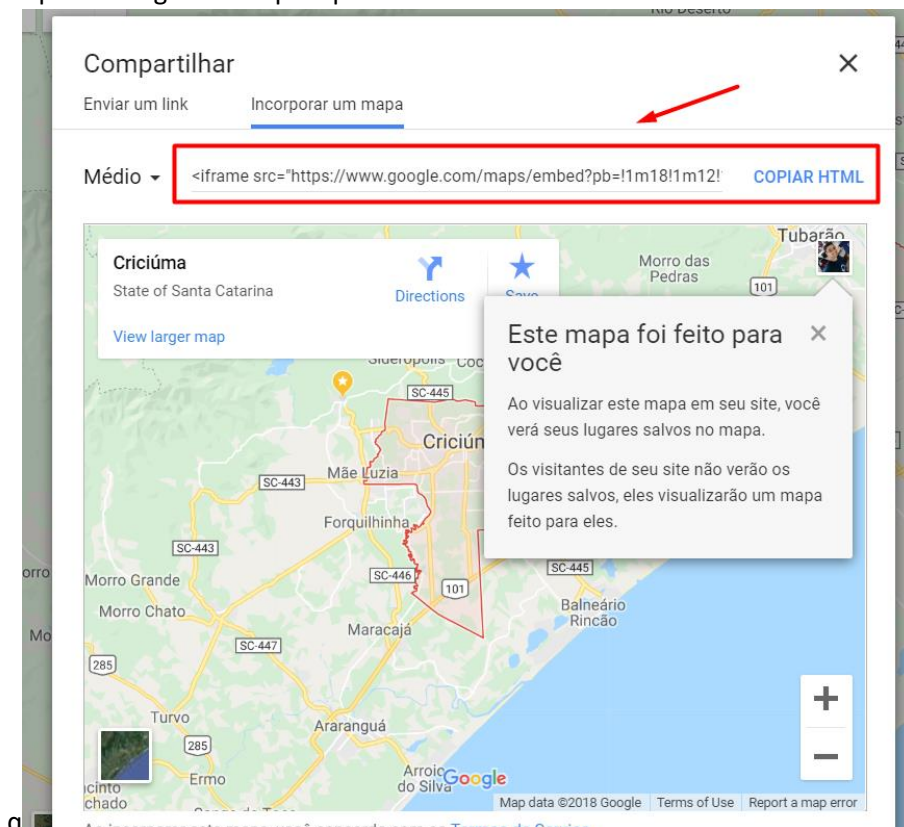 Compartilhar
Enviar um link Incorporar um mapa
Médio
<iframe src="https://www.google.com/maps/embed?pb=!1m18!1m12! COPIAR HTML
Tubarão
Criciúma
State of Santa Catarina
Directions
Save
View larger map
Morro das
Pedras
101
Este mapa foi feito para
você
Ao visualizar este mapa em seu site, você
verá seus lugares salvos no mapa.
Os visitantes de seu site não verão os
lugares salvos, eles visualizarão um mapa
feito para eles.
SC-445
Criciúm
Mãe Luzia
SC-443
Forquilhinha
SC-443
SC-446
101
SC-445
Morro Grande
Morro Chato
Balneário
Rincão
Maracajá
SC-447
285
Turvo
Araranguá
285
Ermo
Arroio
do Silva
Google
Map data ©2018 Google Terms of Use Report a map error